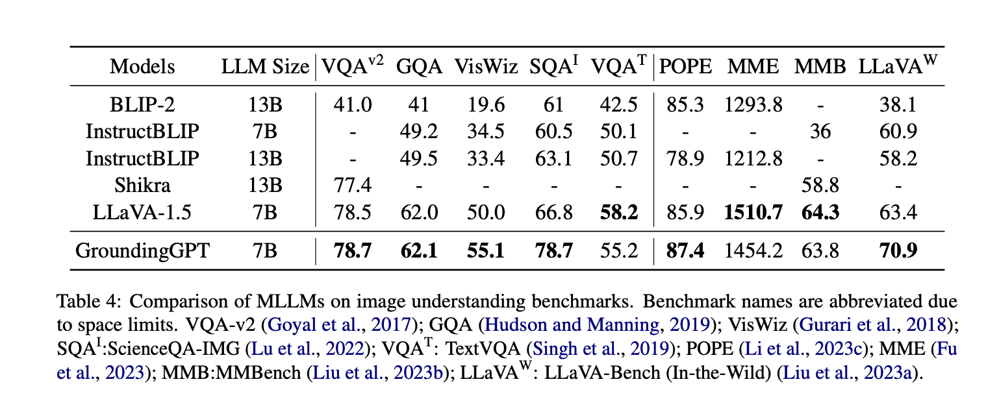 Models LLM Size VQAv2 GQA VisWiz SQAI VQAT POPE MME MMB LLaVAW
BLIP-2 13B 41.0 41 19.6 61 42.5 85.3 1293.8 - 38.1
InstructBLIP 7B - 49.2 34.5 60.5 50.1 - - 36 60.9
InstructBLIP 13B - 49.5 33.4 63.1 50.7 78.9 1212.8 - 58.2
Shikra 13B 77.4 - - - - - - 58.8 -
LLaVA-1.5 7B 78.5 62.0 50.0 66.8 58.2 85.9 1510.7 64.3 63.4
GroundingGPT 7B 78.7 62.1 55.1 78.7 55.2 87.4 1454.2 63.8 70.9
Table 4: Comparison of MLLMs on image understanding benchmarks. Benchmark names are abbreviated due
to space limits. VQA-v2 (Goyal et al., 2017); GQA (Hudson and Manning, 2019); VisWiz (Gurari et al., 2018);
SQAI:ScienceQA-IMG (Lu et al., 2022); VQAT: TextVQA (Singh et al., 2019); POPE (Li et al., 2023c); MME (Fu
et al., 2023); MMB:MMBench (Liu et al., 2023b); LLaVAW: LLaVA-Bench (In-the-Wild) (Liu et al., 2023a).